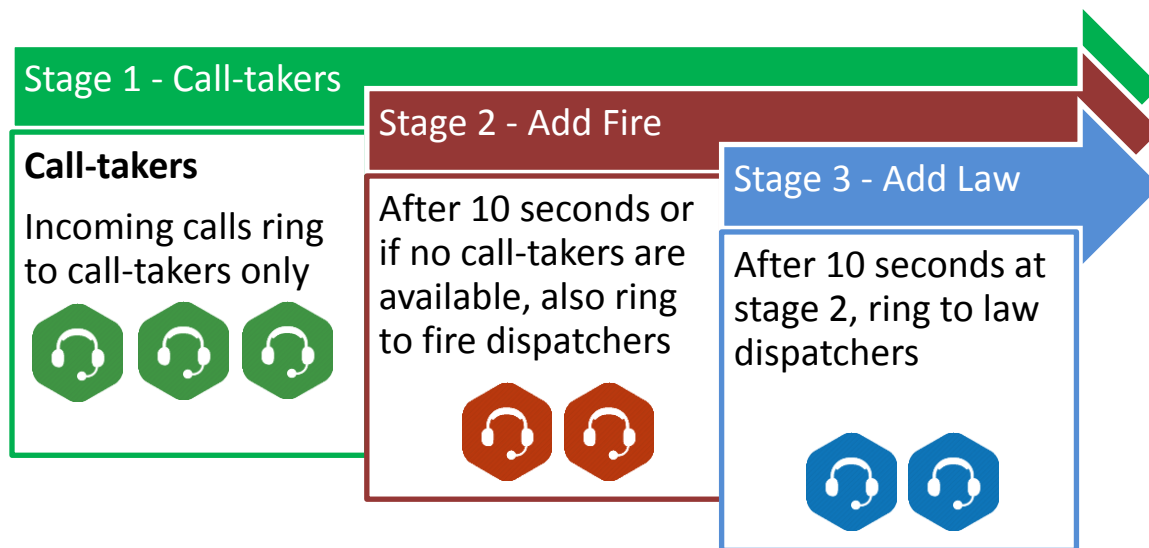 Stage 1 - Call-takers
Call-takers
Incoming calls ring
to call-takers only
Stage 2 - Add Fire
After 10 seconds or
if no call-takers are
available, also ring
to fire dispatchers
Stage 3 - Add Law
After 10 seconds at
stage 2, ring to law
dispatchers